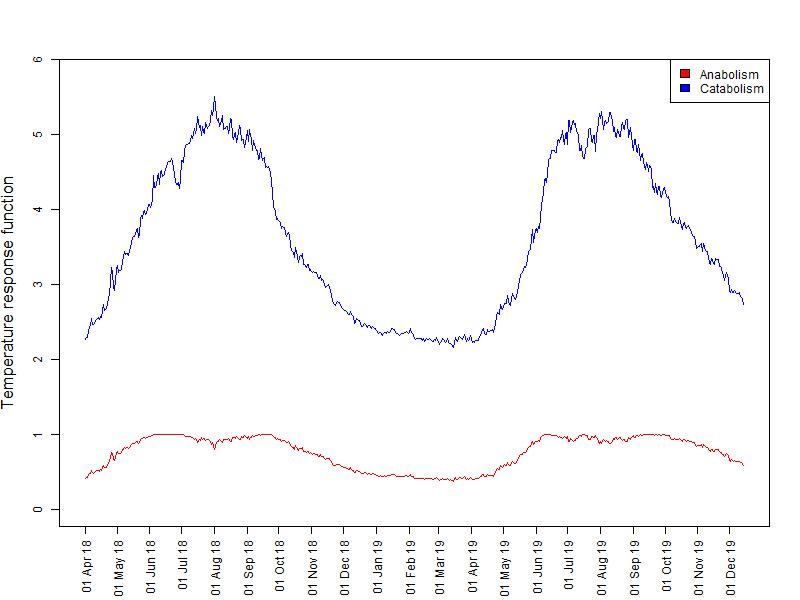 Temperature response function
6
5
4
3
2
1
0
Anabolism
Catabolism
01 Apr 18
01 May 18
01 Jun 18
01 Jul 18
01 Aug 18
01 Sep 18
01 Oct 18
01 Nov 18
01 Dec 18
01 Jan 19
01 Feb 19
01 Mar 19
01 Apr 19
01 May 19
01 Jun 19
01 Jul 19
01 Aug 19
01 Sep 19
01 Oct 19
01 Nov 19
01 Dec 19